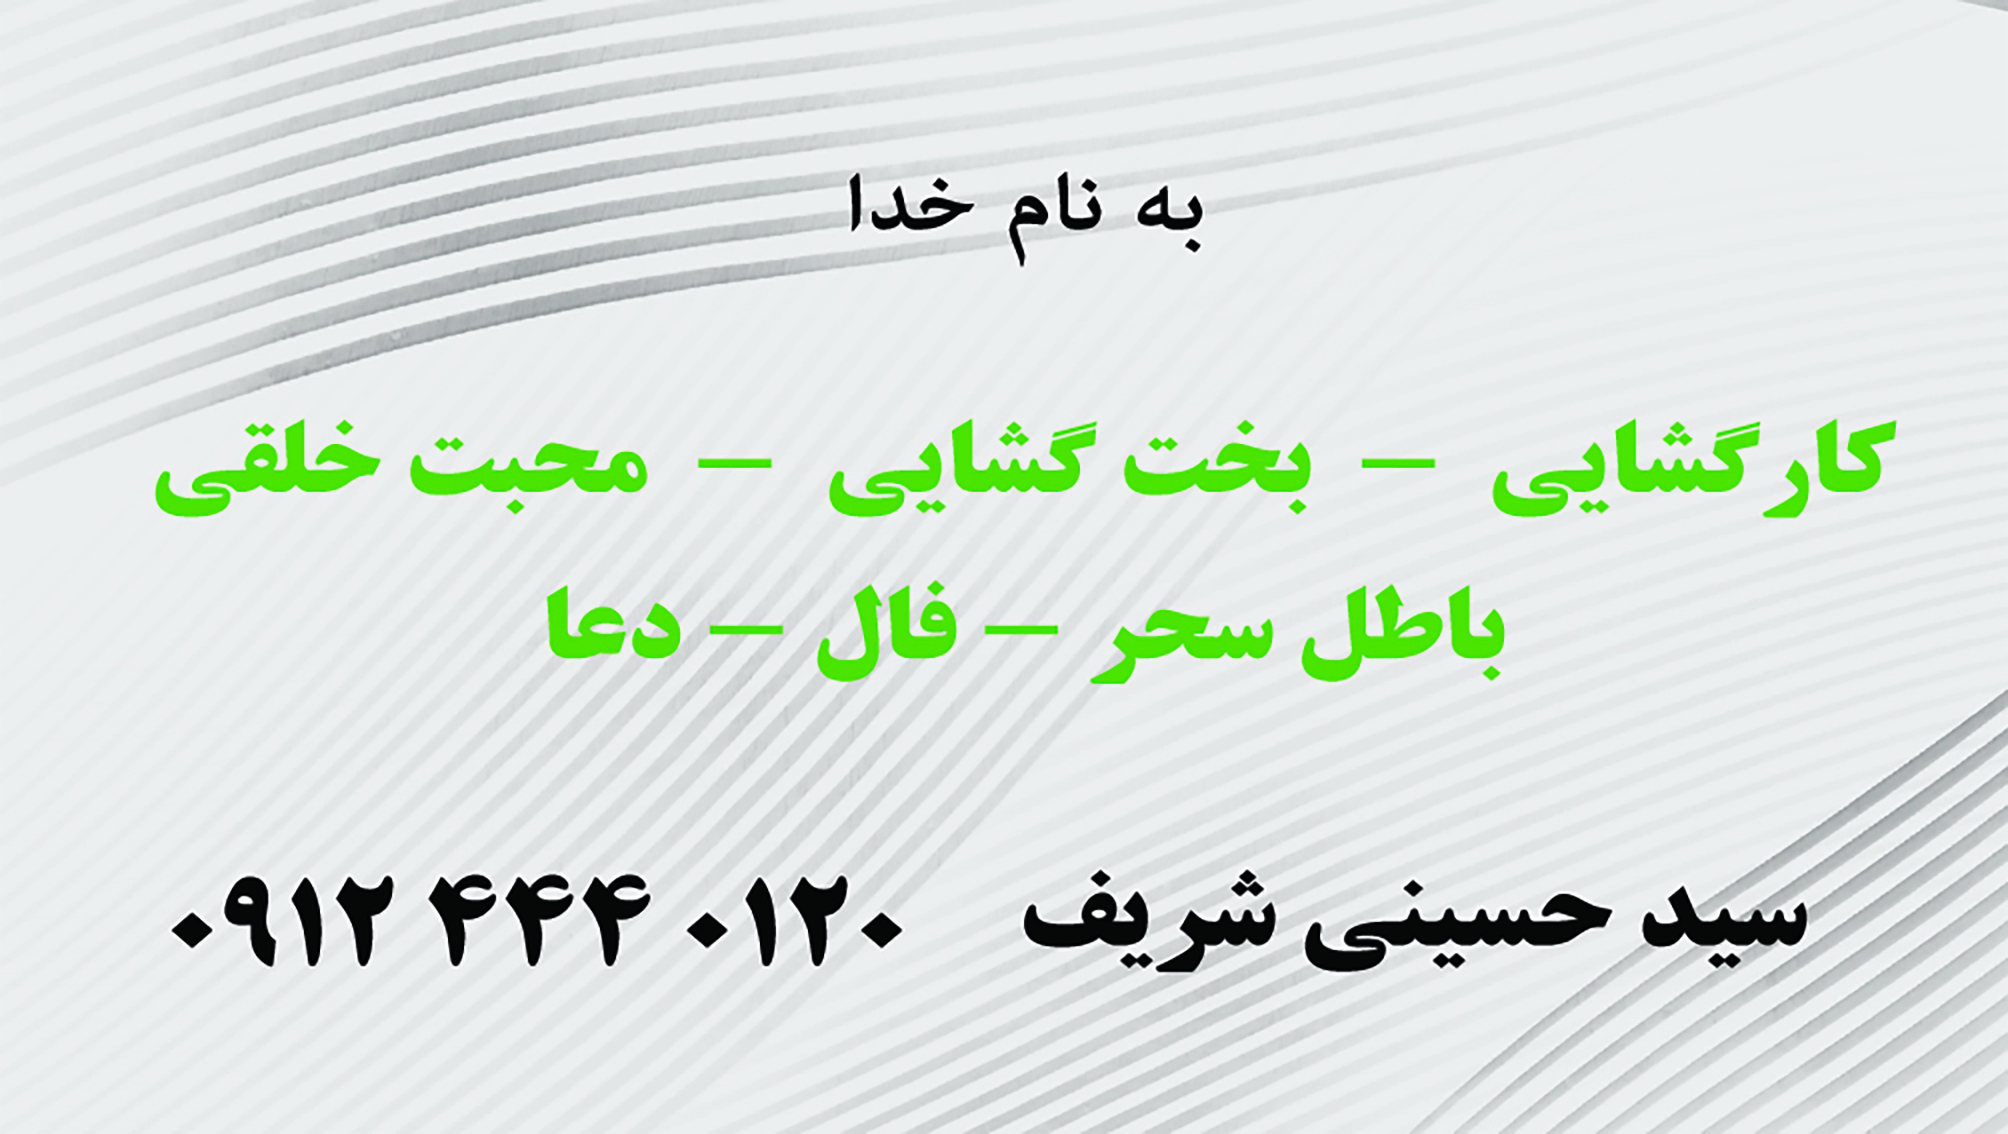 به نام خدا
کارگشایی – بخت گشایی – محبت خلقی
باطل سحر – فال – دعا
سید حسینی شریف ۰۹۱۲ ۴۴۴ ۰۱۲۰